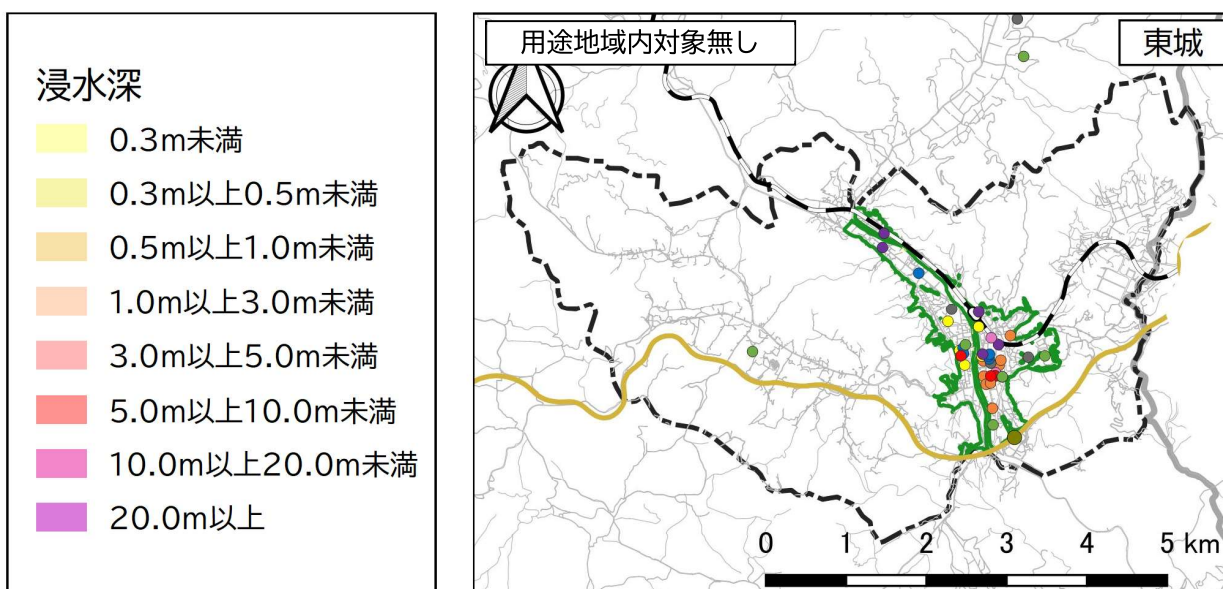 浸水深
0.3m未満
0.3m以上0.5m未満
0.5m以上1.0m未満
1.0m以上3.0m未満
3.0m以上5.0m未満
5.0m以上10.0m未満
10.0m以上20.0m未満
20.0m以上
用途地域内対象無し
東城
0 1 2 3 4 5 km